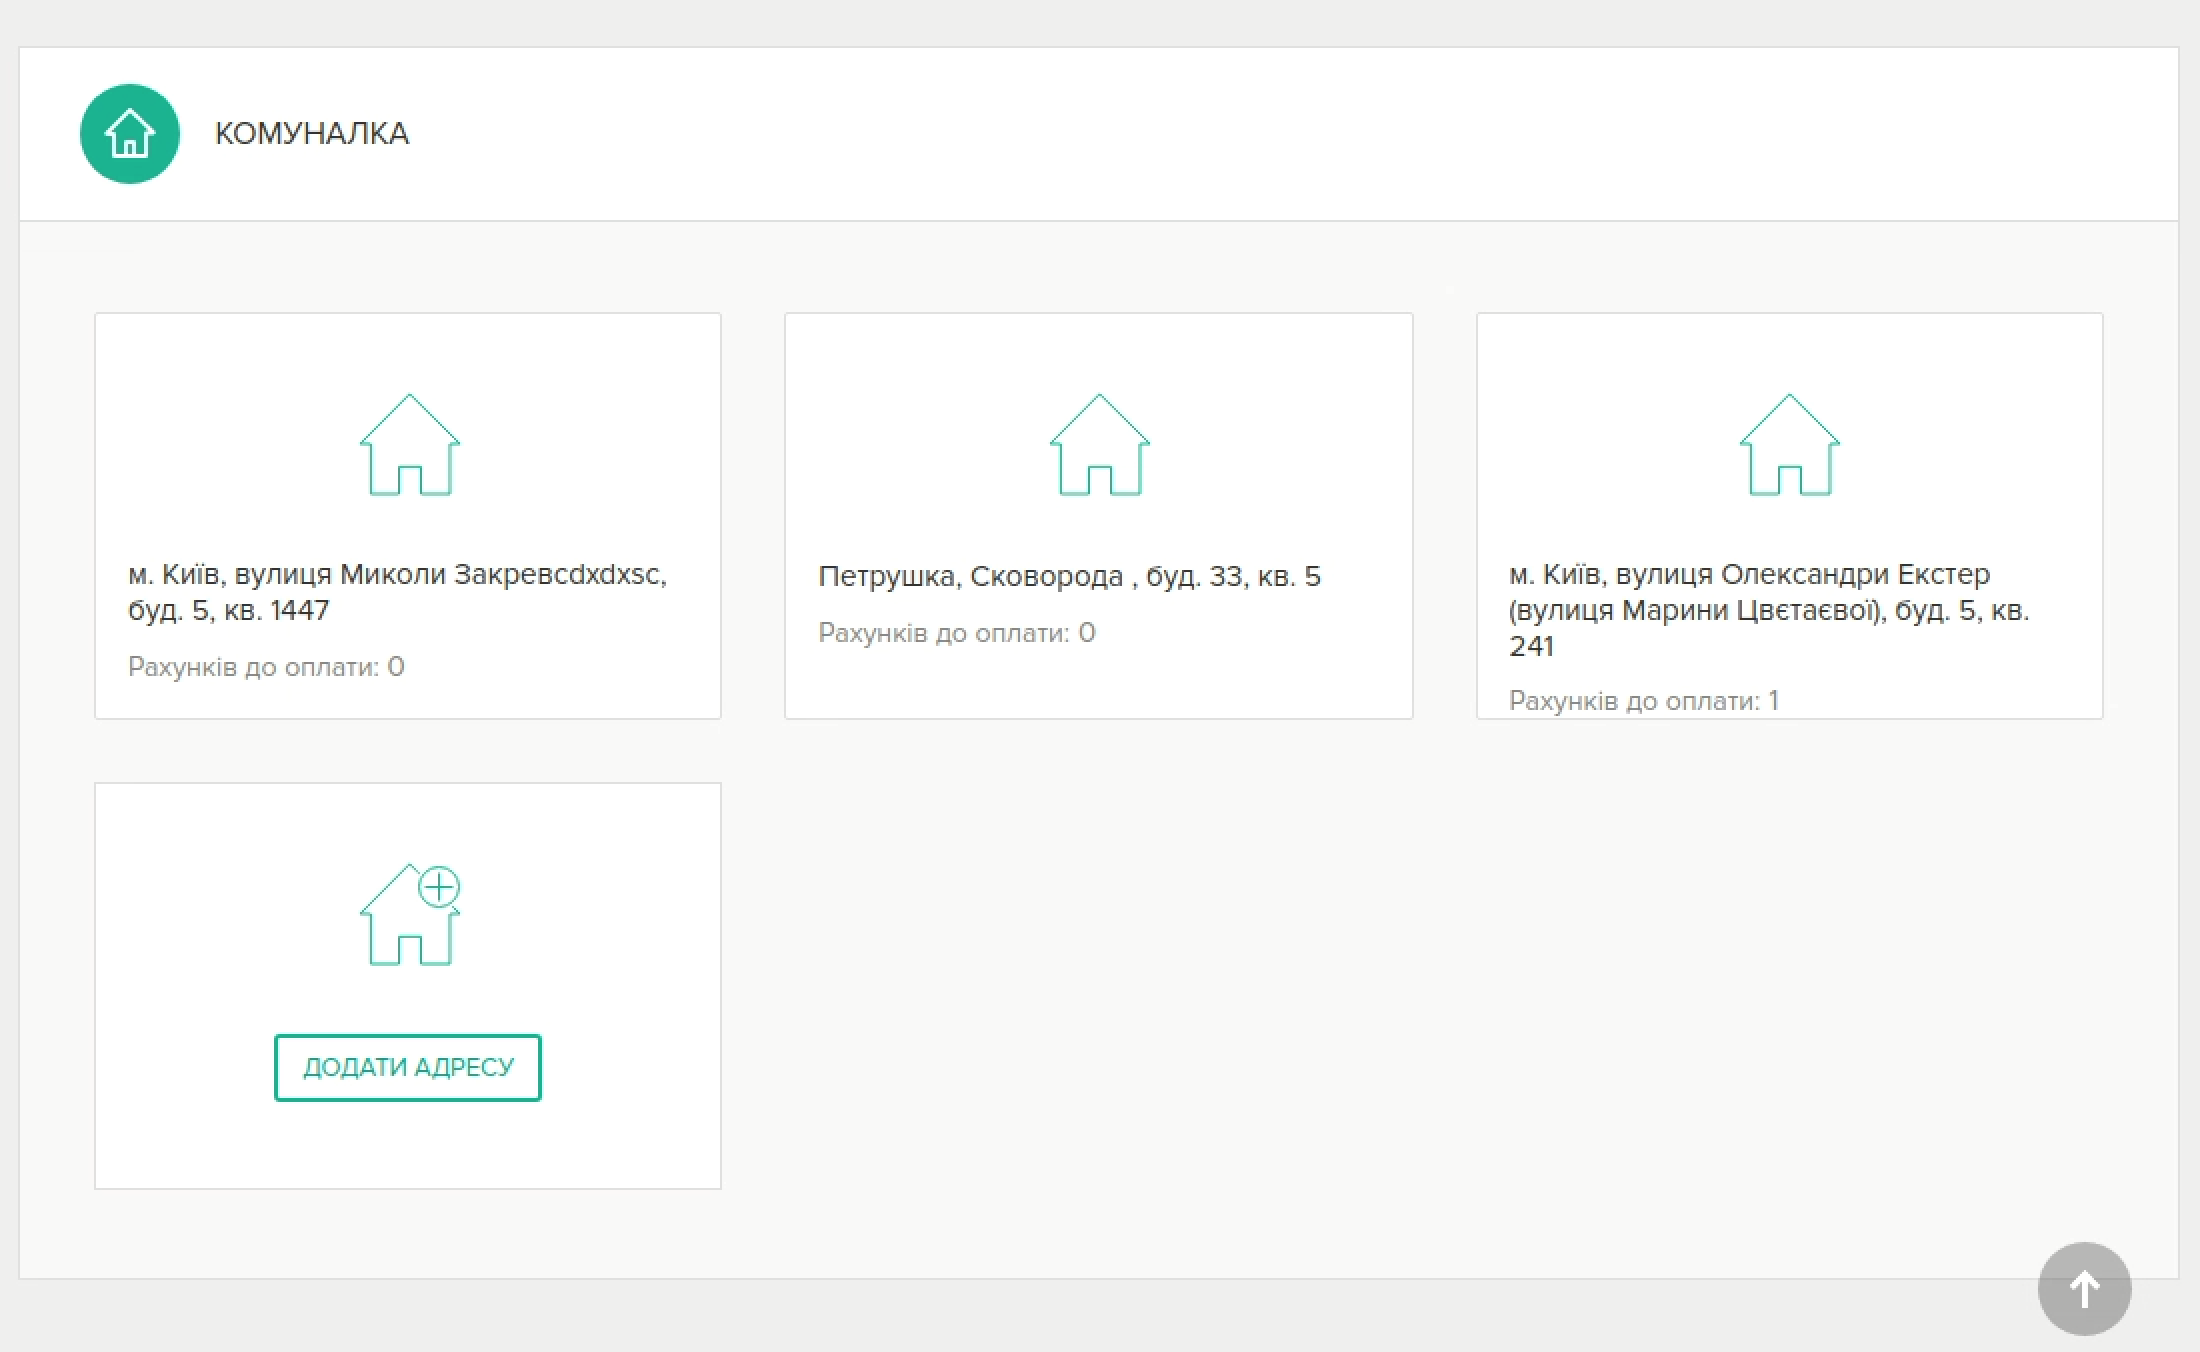 КОМУНАЛКА
м. Київ, вулиця Миколи Закревсdxdxsc,
буд. 5, кв. 1447
Рахунків до оплати: 0
Петрушка, Сковорода , буд. 33, кв. 5
Рахунків до оплати: 0
м. Київ, вулиця Олександри Екстер
(вулиця Марини Цвєтаєвої), буд. 5, кв.
241
Рахунків до оплати: 1
ДОДАТИ АДРЕСУ